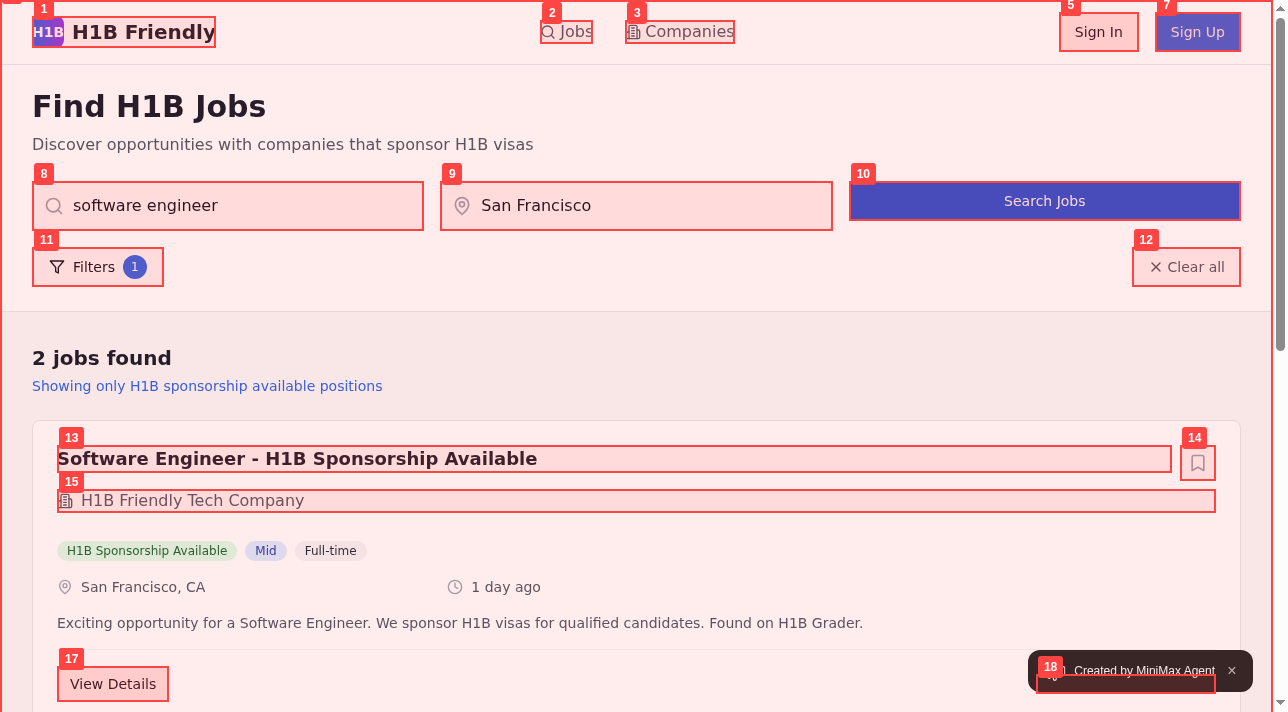 1
2
3
5
7
H1B
H1B Friendly
Jobs
Companies
Sign In
Sign Up
Find H1B Jobs
Discover opportunities with companies that sponsor H1B visas
8
9
10
software engineer
San Francisco
Search Jobs
11
12
Filters
1
Clear all
2 jobs found
Showing only H1B sponsorship available positions
13
14
Software Engineer - H1B Sponsorship Available
15
H1B Friendly Tech Company
H1B Sponsorship Available
Mid
Full-time
San Francisco, CA
1 day ago
Exciting opportunity for a Software Engineer. We sponsor H1B visas for qualified candidates. Found on H1B Grader.
17
View Details
18
Created by MiniMax Agent
×